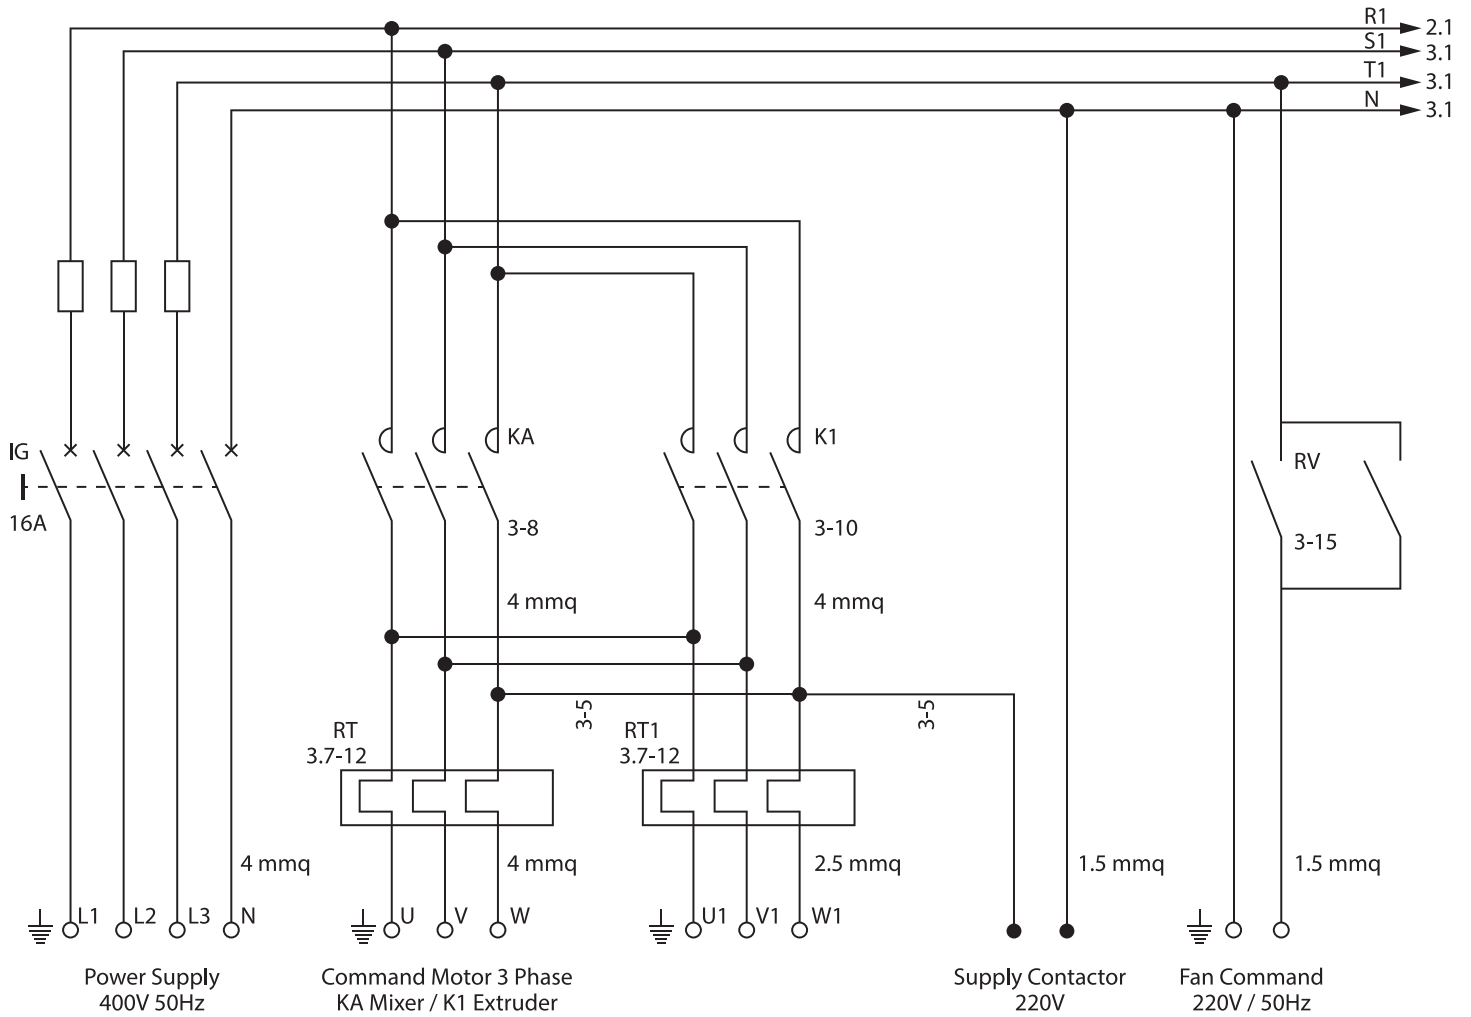 R1
2.1
S1
3.1
T1
3.1
N
3.1
IG
16A
KA
3-8
K1
3-10
RV
3-15
4 mmq
4 mmq
3-5
3-5
RT
3.7-12
RT1
3.7-12
4 mmq
4 mmq
2.5 mmq
1.5 mmq
1.5 mmq
L1
L2
L3
N
U
V
W
U1
V1
W1
Power Supply
400V 50Hz
Command Motor 3 Phase
KA Mixer / K1 Extruder
Supply Contactor
220V
Fan Command
220V / 50Hz